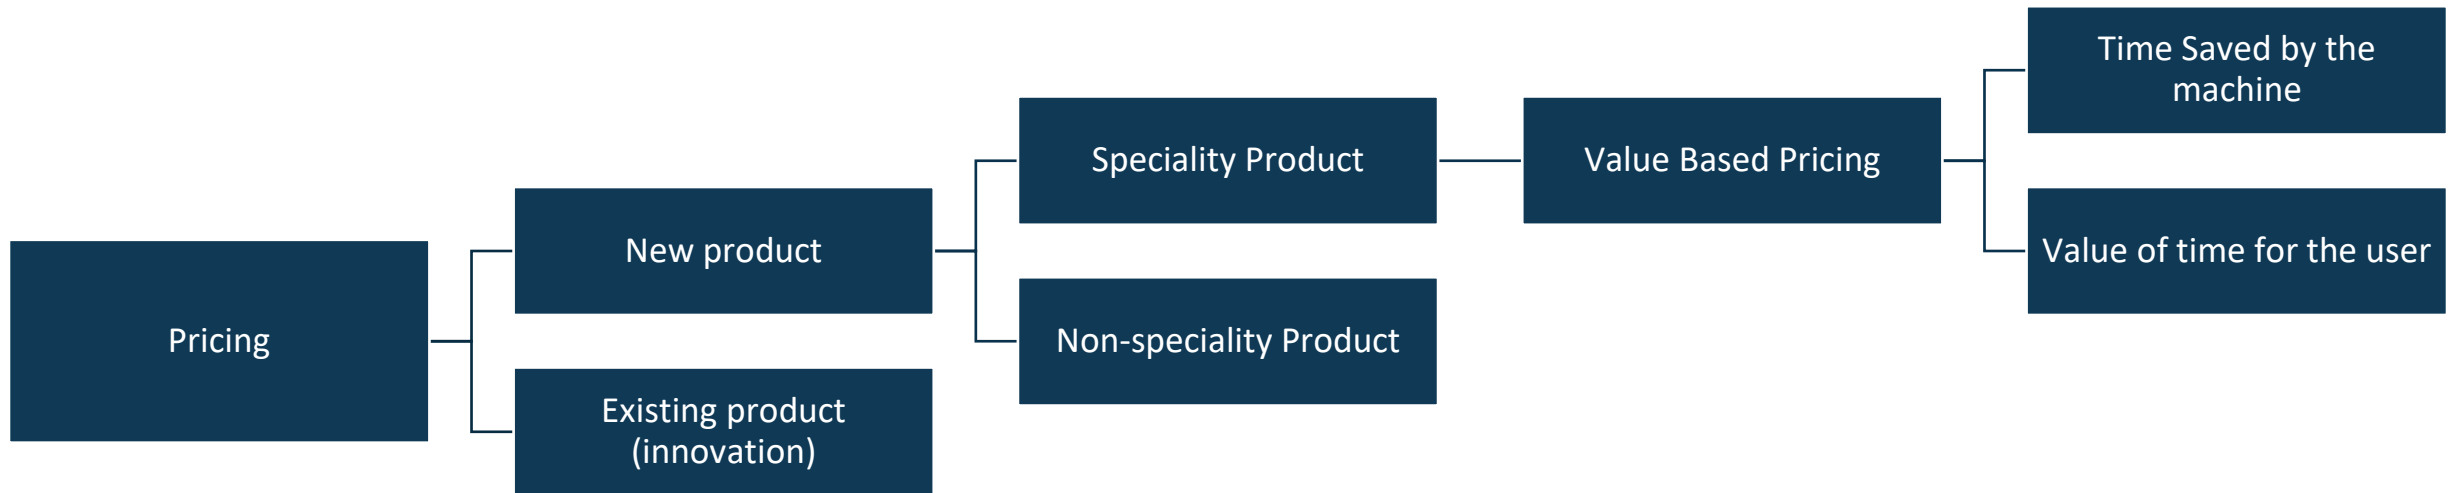 Pricing
New product
Existing product
(innovation)
Speciality Product
Non-speciality Product
Value Based Pricing
Time Saved by the
machine
Value of time for the user